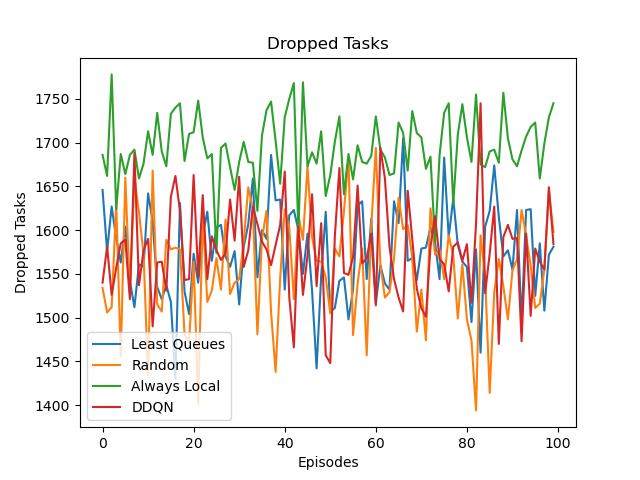 Dropped Tasks
Dropped Tasks
1750
1700
1650
1600
1550
1500
1450
1400
Least Queues
Random
Always Local
DDQN
0
20
40
60
80
100
Episodes